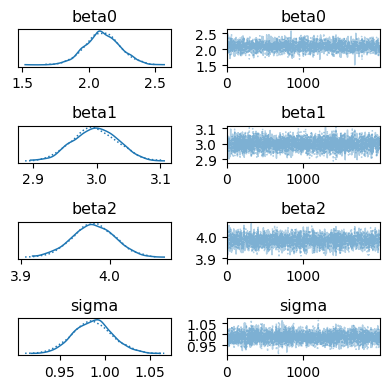 beta0 beta0
2.5
2.0
1.5
1.5 2.0 2.5 0 1000
beta1 beta1
3.1
3.0
2.9
2.9 3.0 3.1 0 1000
beta2 beta2
4.0
3.9
3.9 4.0 0 1000
sigma sigma
1.05
1.00
0.95
0.95 1.00 1.05 0 1000